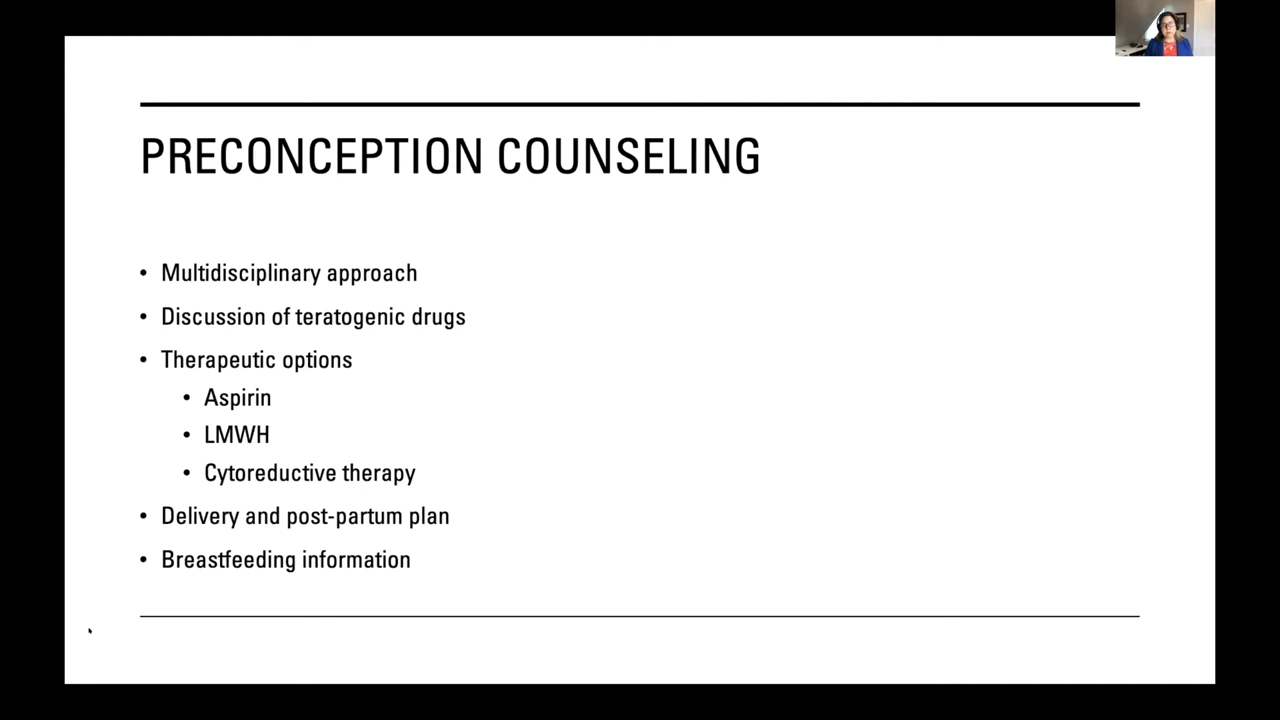 PRECONCEPTION COUNSELING
• Multidisciplinary approach
• Discussion of teratogenic drugs
• Therapeutic options
• Aspirin
• LMWH
• Cytoreductive therapy
• Delivery and post-partum plan
• Breastfeeding information